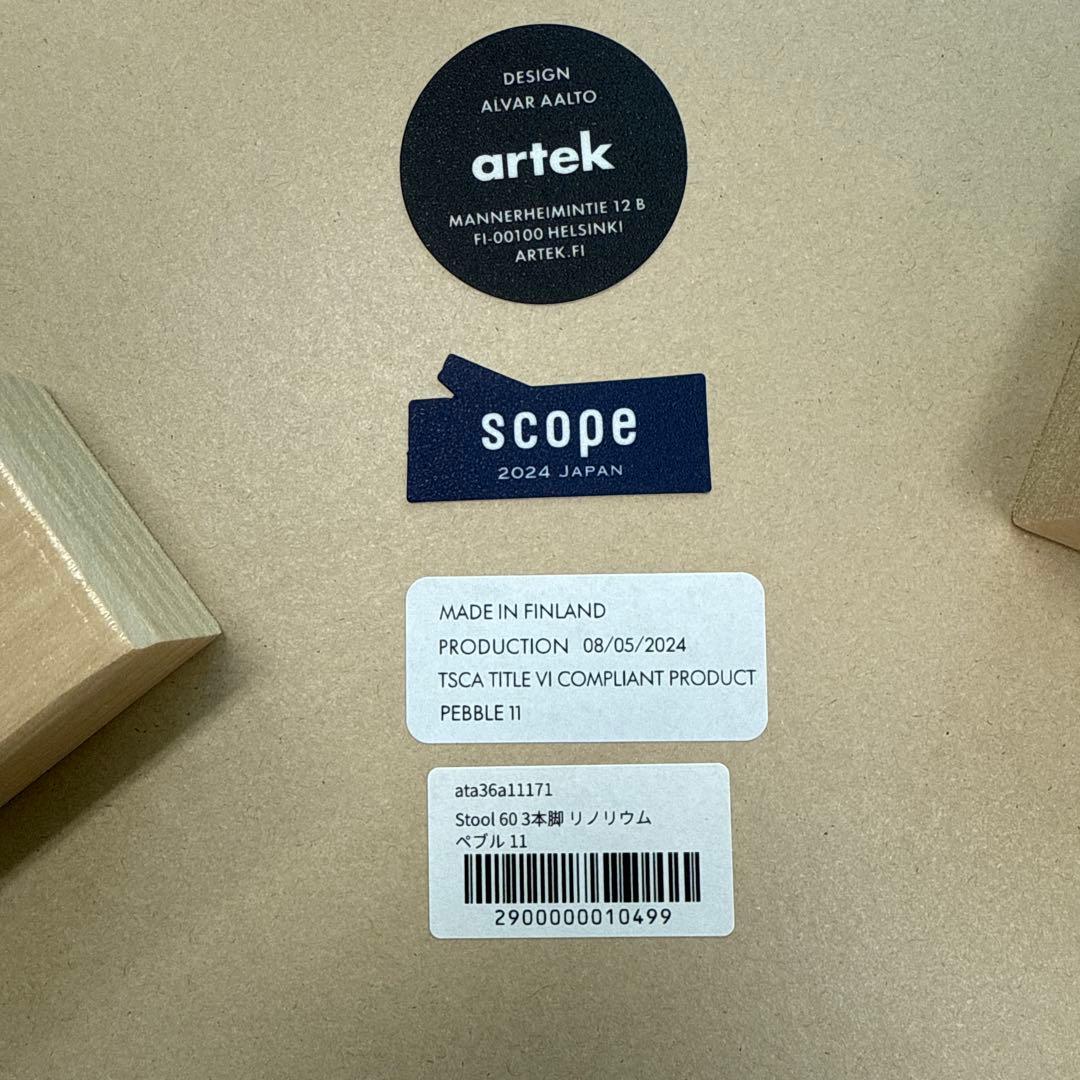 DESIGN
ALVAR AALTO
artek
MANNERHEIMINTIE 12 B
FI-00100 HELSINKI
ARTEK.FI
scope
2024 JAPAN
MADE IN FINLAND
PRODUCTION 08/05/2024
TSCA TITLE VI COMPLIANT PRODUCT
PEBBLE 11
ata36a11171
Stool 60 3本脚 リノリウム
ペブル 11
2900000010499